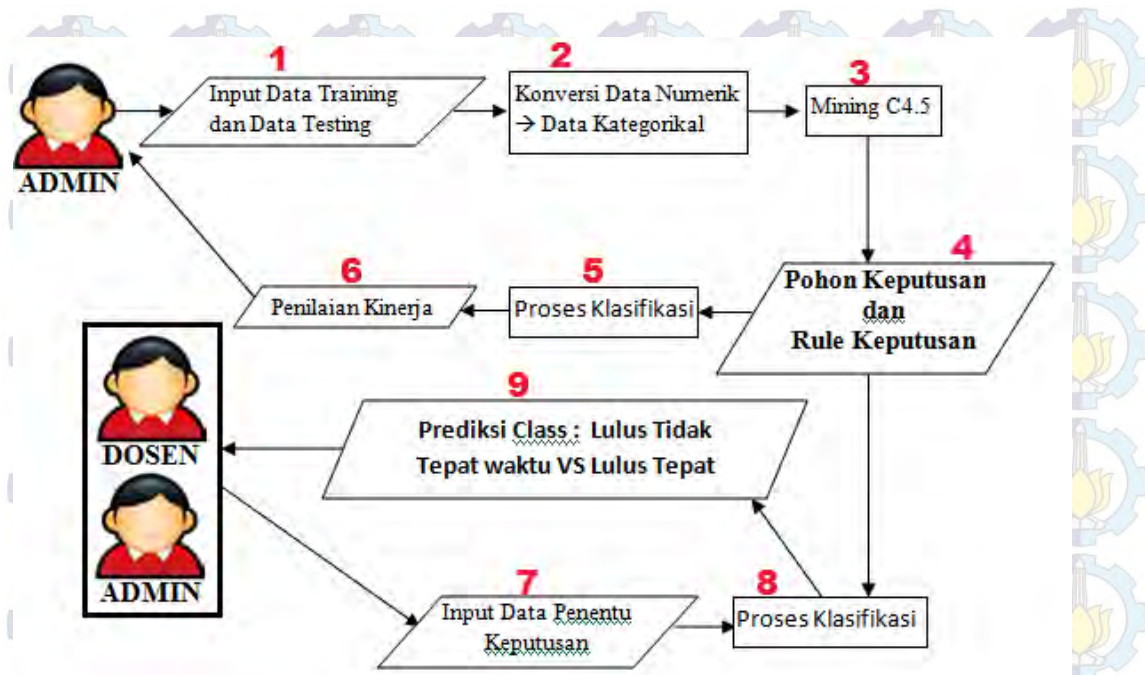 1
Input Data Training
dan Data Testing
2
Konversi Data Numerik
→ Data Kategorikal
3
Mining C4.5
ADMIN
4
Pohon Keputusan
dan
Rule Keputusan
5
Proses Klasifikasi
6
Penilaian Kinerja
DOSEN
ADMIN
7
Input Data Penentu
Keputusan
8
Proses Klasifikasi
9
Prediksi Class : Lulus Tidak
Tepat waktu VS Lulus Tepat